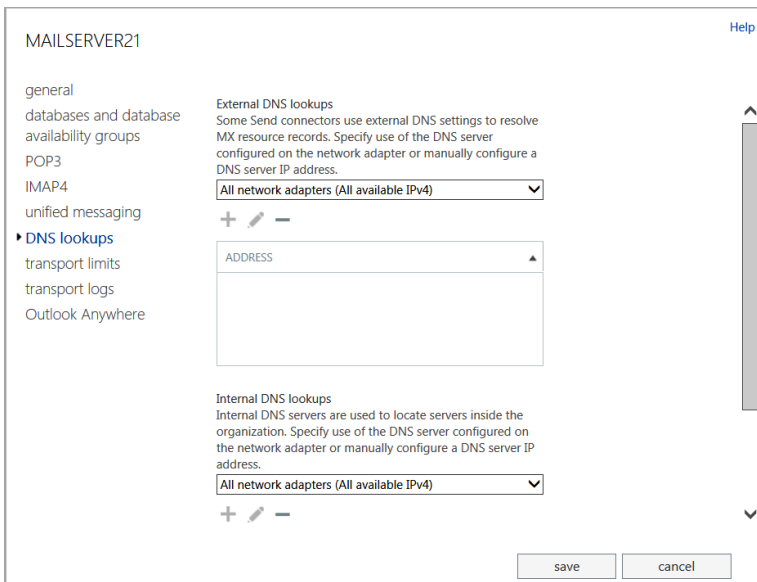 Help
MAILSERVER21
general
databases and database
availability groups
POP3
IMAP4
unified messaging
DNS lookups
transport limits
transport logs
Outlook Anywhere
External DNS lookups
Some Send connectors use external DNS settings to resolve
MX resource records. Specify use of the DNS server
configured on the network adapter or manually configure a
DNS server IP address.
All network adapters (All available IPv4)
ADDRESS
Internal DNS lookups
Internal DNS servers are used to locate servers inside the
organization. Specify use of the DNS server configured on
the network adapter or manually configure a DNS server IP
address.
All network adapters (All available IPv4)
save
cancel